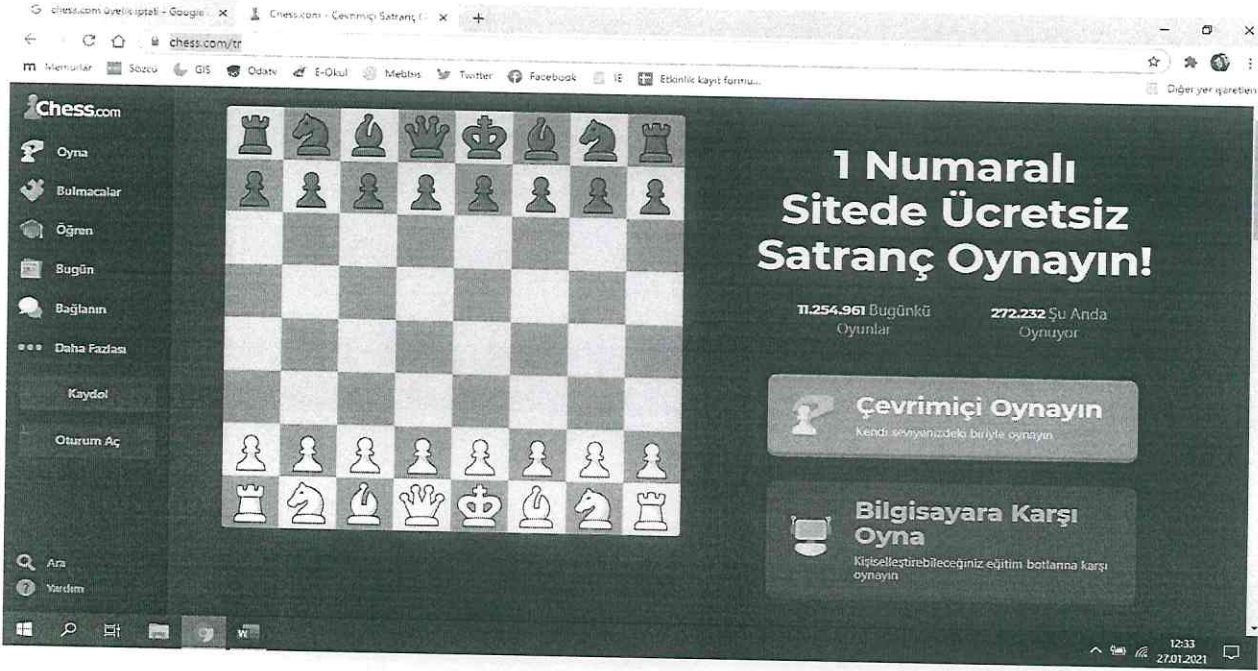 chess.com üyelik iptali - Google
Chess.com - Çevrimiçi Satranç
chess.com/tr
Memurlar
Sözcü
GIS
Odatv
E-Okul
Mebbis
Twitter
Facebook
IE
Etkinlik kayıt formu...
Diğer yer işaretleri
Chess.com
Oyna
Bulmacalar
Öğren
Bugün
Bağlanın
Daha Fazlası
Kaydol
Oturum Aç
Ara
Yardım
1 Numaralı
Sitede Ücretsiz
Satranç Oynayın!
11.254.961 Bugünkü
Oyunlar
272.232 Şu Anda
Oynuyor
Çevrimiçi Oynayın
Kendi seviyenizdeki biriyle oynayın
Bilgisayara Karşı
Oyna
Kişiselleştirebileceğiniz eğitim botlarına karşı
oynayın
12:33
27.01.2021